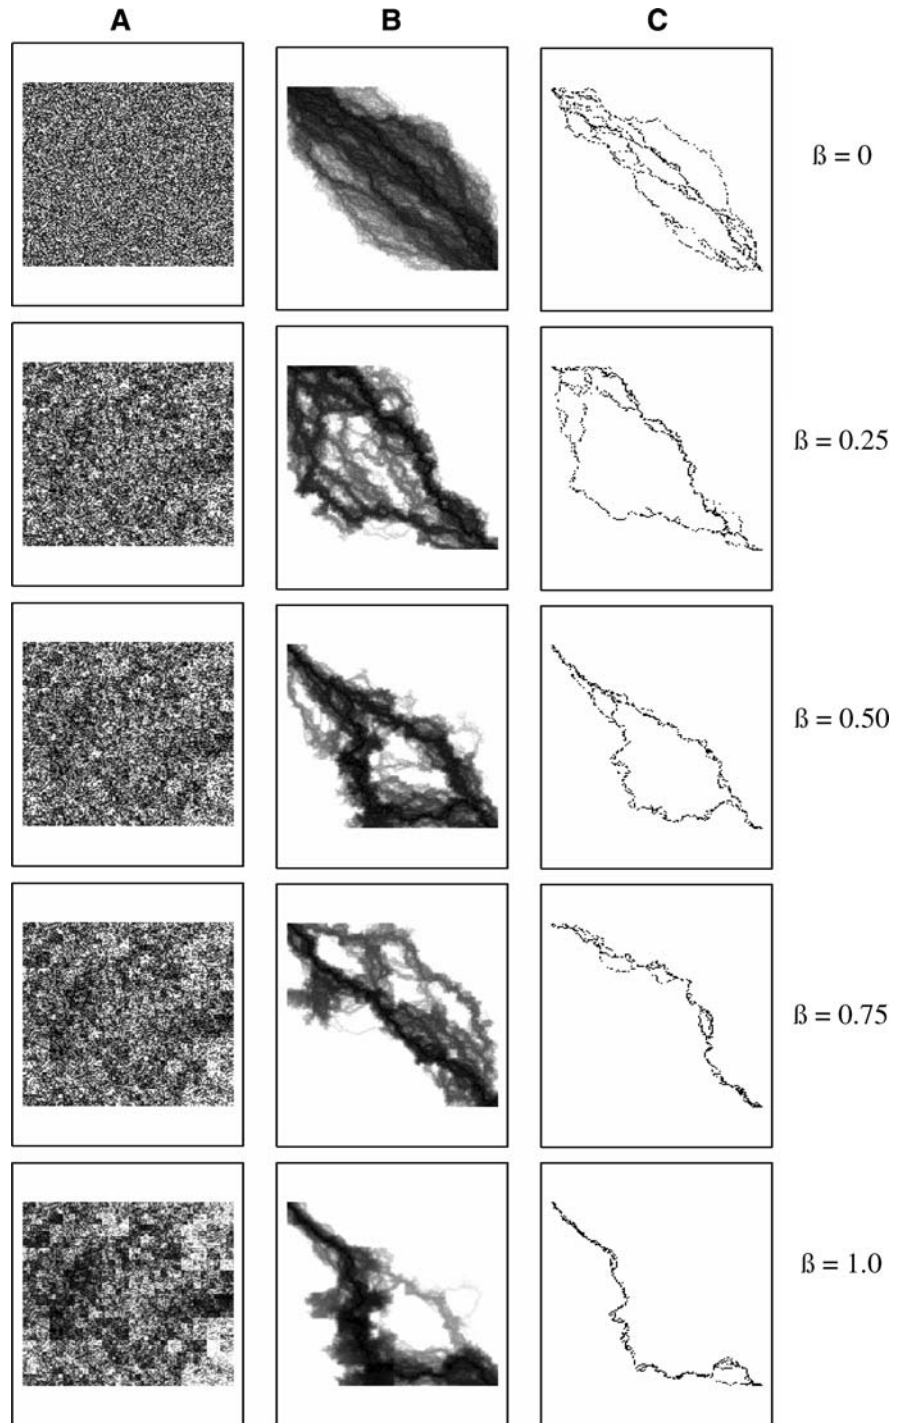 A B C
ß = 0
ß = 0.25
ß = 0.50
ß = 0.75
ß = 1.0